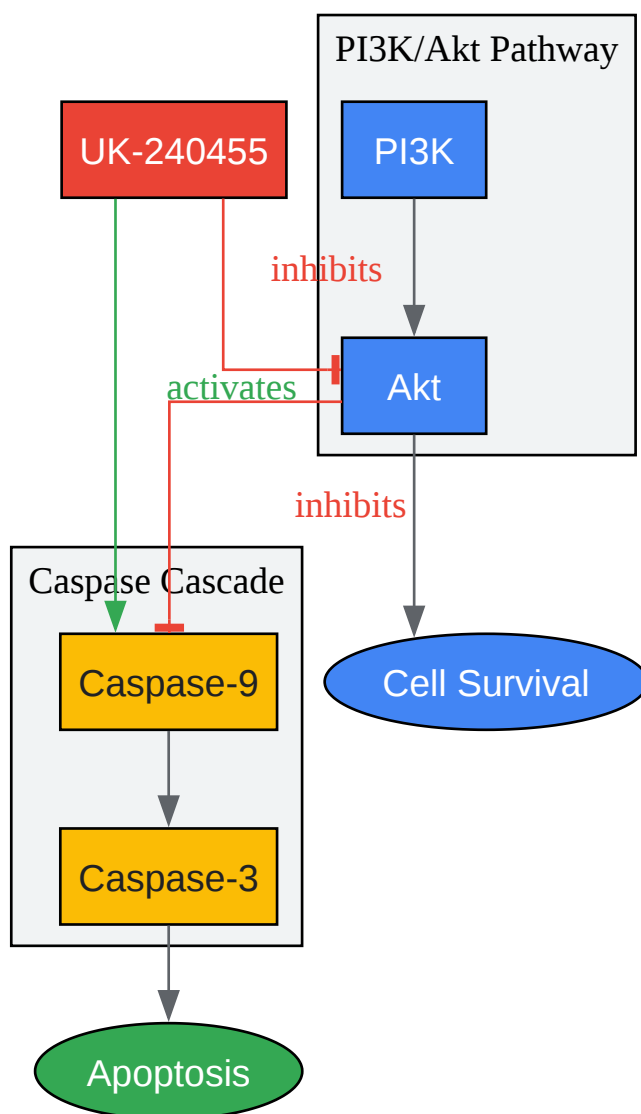 PI3K/Akt Pathway
UK-240455
PI3K
inhibits
activates
Akt
inhibits
Caspase Cascade
Caspase-9
Cell Survival
Caspase-3
Apoptosis